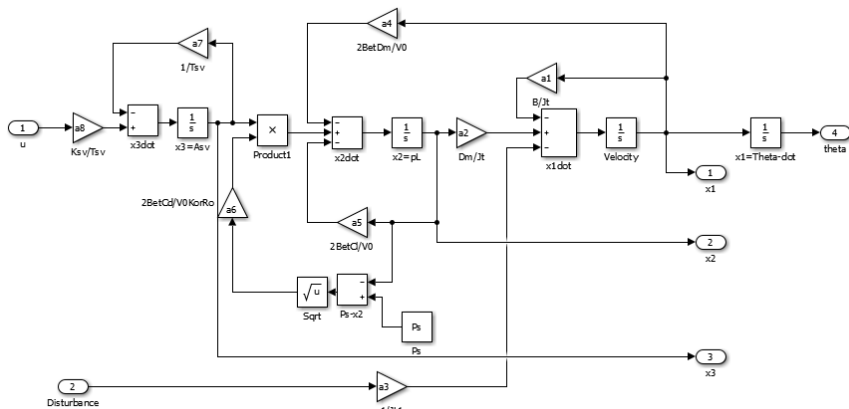 a4
2BetDm/V0
a7
1/Tsv
a1
B/Jt
1
u
a8
Ksv/Tsv
−
+
x3dot
1
s
x3=Asv
×
Product1
−
+
−
x2dot
1
s
x2=pL
a2
Dm/Jt
−
+
−
x1dot
1
s
Velocity
1
s
x1=Theta-dot
4
theta
1
x1
a6
2BetCd/V0KorRo
a5
2BetCl/V0
2
x2
√u
Sqrt
−
+
Ps-x2
Ps
Ps
3
x3
2
Disturbance
a3